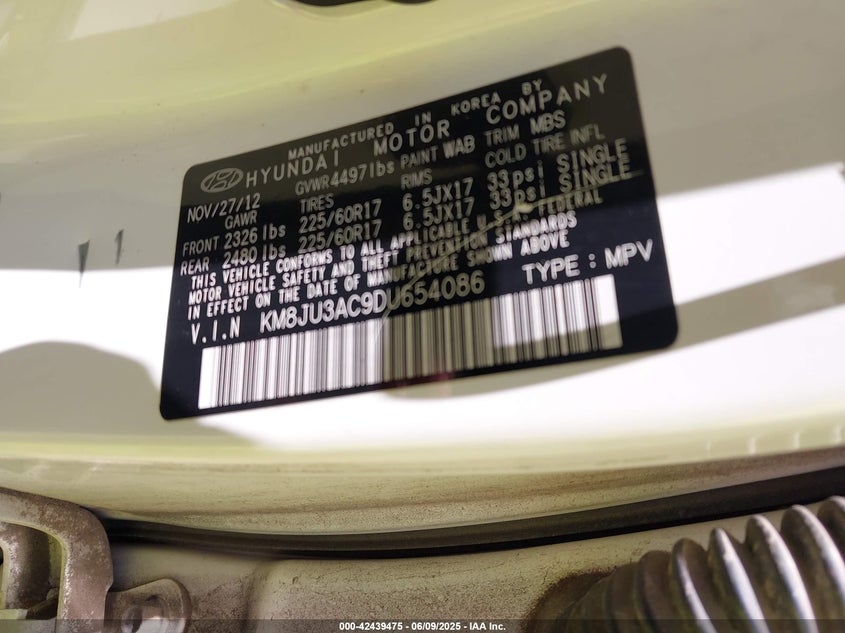 MANUFACTURED IN KOREA BY
HYUNDAI MOTOR COMPANY
NOV/27/12 GVWR4497lbs PAINT WAB TRIM MBS
GAWR TIRES RIMS COLD TIRE INFL
FRONT 2326 lbs 225/60R17 6.5JX17 33psi SINGLE
REAR 2480 lbs 225/60R17 6.5JX17 33psi SINGLE
THIS VEHICLE CONFORMS TO ALL APPLICABLE U.S.A. FEDERAL
MOTOR VEHICLE SAFETY AND THEFT PREVENTION STANDARDS
IN EFFECT ON THE DATE OF MANUFACTURE SHOWN ABOVE
V.I.N KM8JU3AC9DU654086 TYPE : MPV
000-42439475 | 06/09/2025 - IAA Inc.